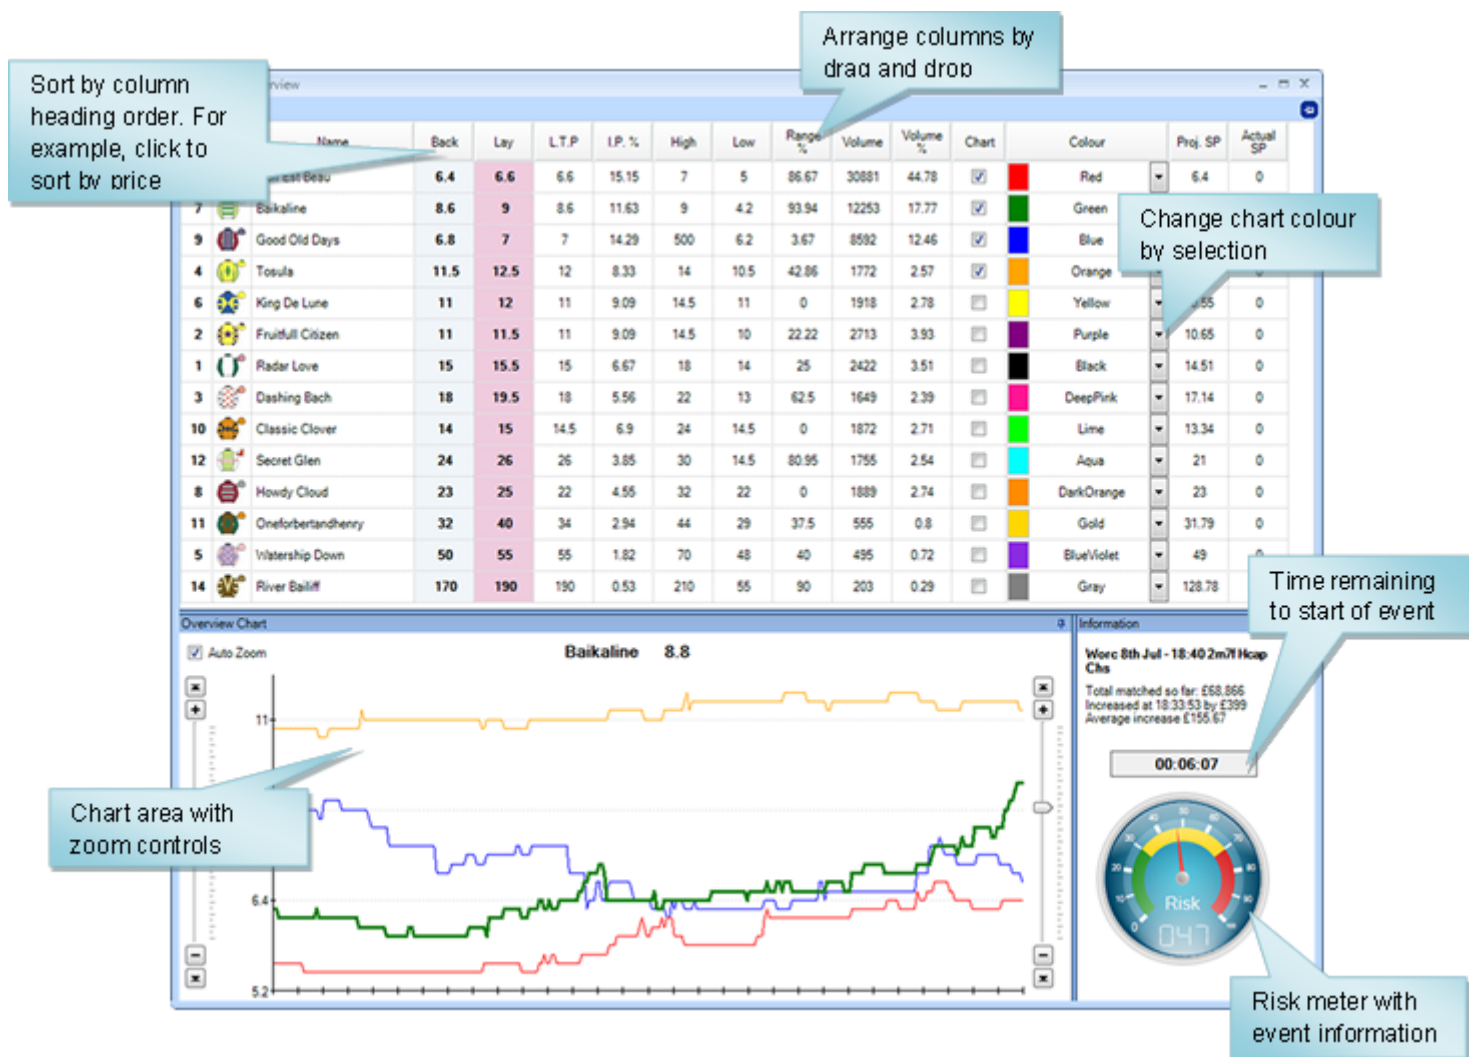 Arrange columns by
drag and drop
Sort by column
heading order. For
example, click to
sort by price
rview
Name Back Lay L.T.P I.P. % High Low Range % Volume Volume % Chart Colour Proj. SP Actual SP
Est Beau 6.4 6.6 6.6 15.15 7 5 86.67 30881 44.78 Red 6.4 0
7 Baikaline 8.6 9 8.6 11.63 9 4.2 93.94 12253 17.77 Green
9 Good Old Days 6.8 7 7 14.29 500 6.2 3.67 8592 12.46 Blue
4 Tosula 11.5 12.5 12 8.33 14 10.5 42.86 1772 2.57 Orange 0
6 King De Lune 11 12 11 9.09 14.5 11 0 1918 2.78 Yellow .55 0
2 Fruitfull Citizen 11 11.5 11 9.09 14.5 10 22.22 2713 3.93 Purple 10.65 0
1 Radar Love 15 15.5 15 6.67 18 14 25 2422 3.51 Black 14.51 0
3 Dashing Bach 18 19.5 18 5.56 22 13 62.5 1649 2.39 DeepPink 17.14 0
10 Classic Clover 14 15 14.5 6.9 24 14.5 0 1872 2.71 Lime 13.34 0
12 Secret Glen 24 26 26 3.85 30 14.5 80.95 1755 2.54 Aqua 21 0
8 Howdy Cloud 23 25 22 4.55 32 22 0 1889 2.74 DarkOrange 23 0
11 Oneforbertandhenry 32 40 34 2.94 44 29 37.5 555 0.8 Gold 31.79 0
5 Watership Down 50 55 55 1.82 70 48 40 495 0.72 BlueViolet 49
14 River Bailiff 170 190 190 0.53 210 55 90 203 0.29 Gray 128.78
Change chart colour
by selection
Time remaining
to start of event
Overview Chart
Auto Zoom
Baikaline 8.8
11
6.4
5.2
Chart area with
zoom controls
Information
Worc 8th Jul - 18:40 2m7f Hcap
Chs
Total matched so far: £68,866
Increased at 18:33:53 by £399
Average increase £155.67
00:06:07
0 10 20 30 40 50 60 70 80 90
Risk
047
Risk meter with
event information